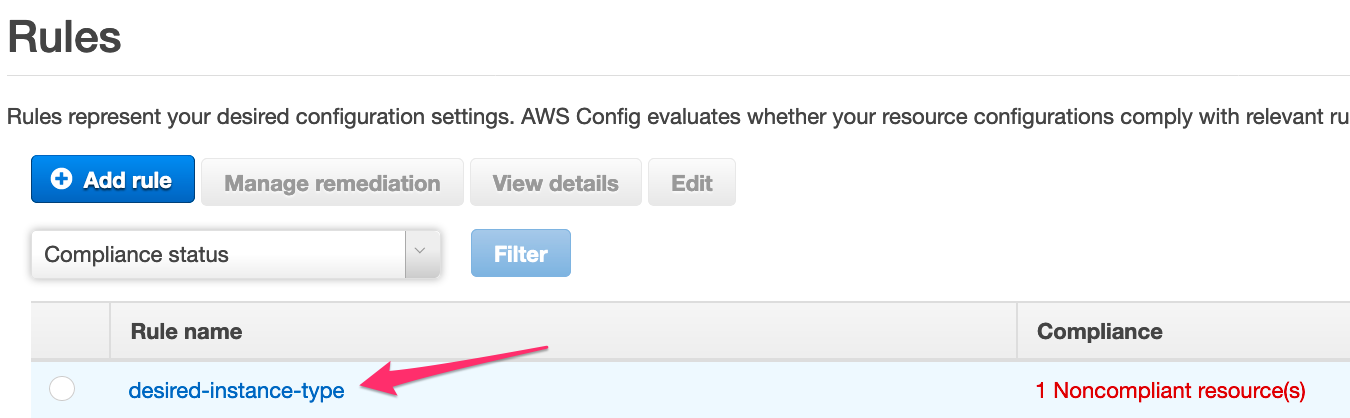 Rules
Rules represent your desired configuration settings. AWS Config evaluates whether your resource configurations comply with relevant ru
Add rule Manage remediation View details Edit
Compliance status Filter
Rule name Compliance
desired-instance-type 1 Noncompliant resource(s)